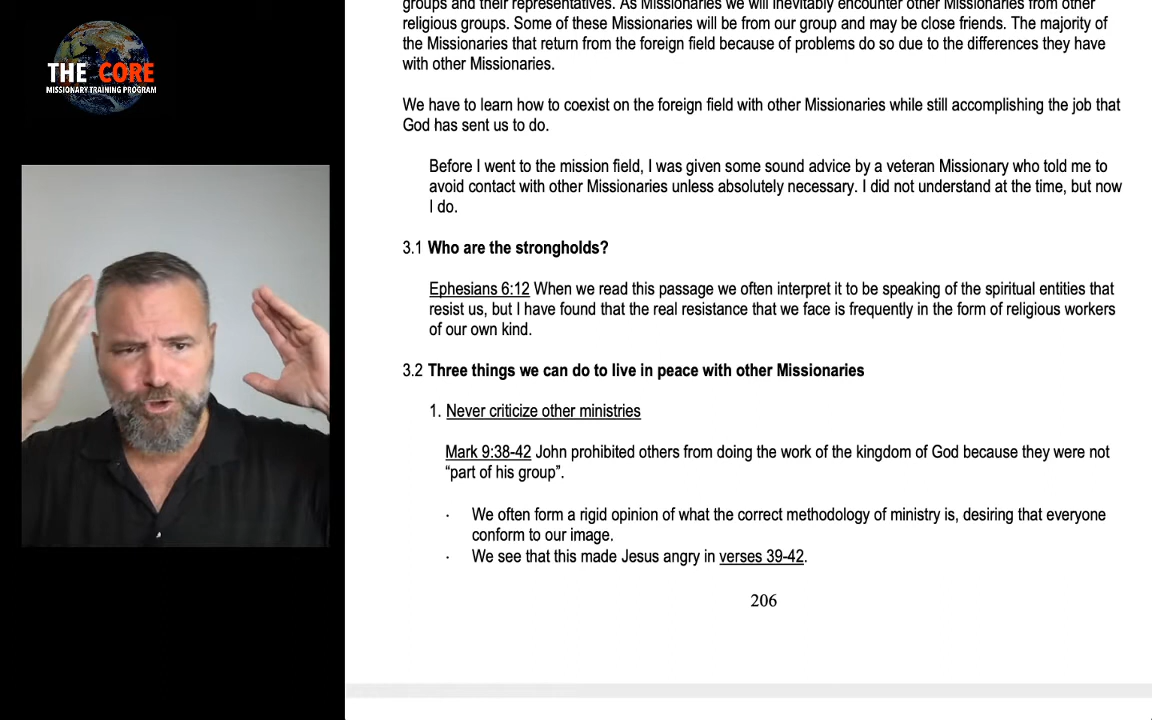 THE CORE
MISSIONARY TRAINING PROGRAM
groups and their representatives. As Missionaries we will inevitably encounter other Missionaries from other
religious groups. Some of these Missionaries will be from our group and may be close friends. The majority of
the Missionaries that return from the foreign field because of problems do so due to the differences they have
with other Missionaries.
We have to learn how to coexist on the foreign field with other Missionaries while still accomplishing the job that
God has sent us to do.
Before I went to the mission field, I was given some sound advice by a veteran Missionary who told me to
avoid contact with other Missionaries unless absolutely necessary. I did not understand at the time, but now
I do.
3.1 Who are the strongholds?
Ephesians 6:12 When we read this passage we often interpret it to be speaking of the spiritual entities that
resist us, but I have found that the real resistance that we face is frequently in the form of religious workers
of our own kind.
3.2 Three things we can do to live in peace with other Missionaries
1. Never criticize other ministries
Mark 9:38-42 John prohibited others from doing the work of the kingdom of God because they were not
“part of his group”.
· We often form a rigid opinion of what the correct methodology of ministry is, desiring that everyone
conform to our image.
· We see that this made Jesus angry in verses 39-42.
206